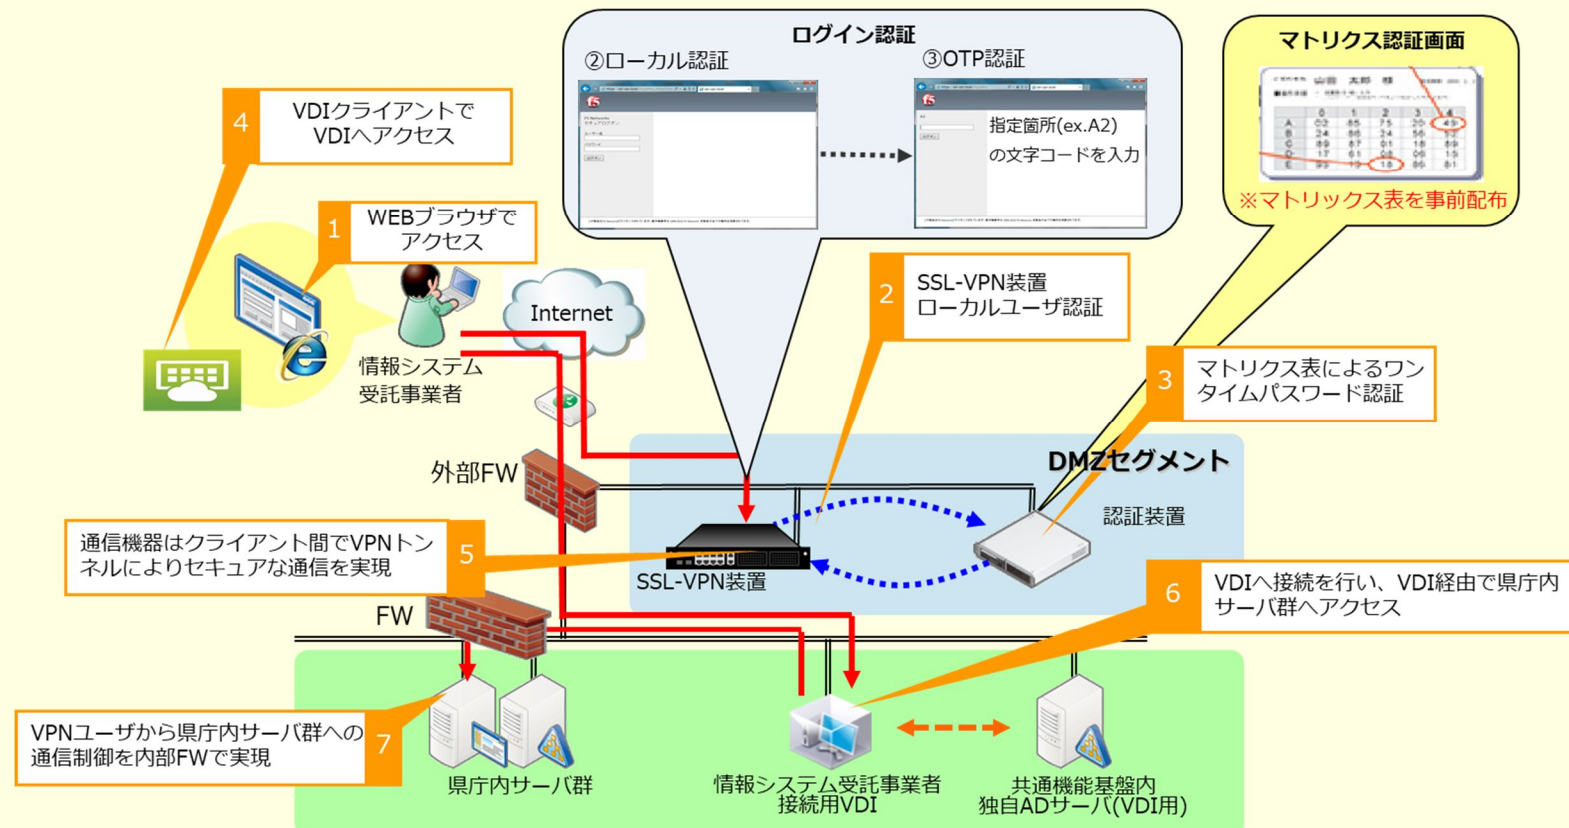 ログイン認証
②ローカル認証
③OTP認証
指定箇所(ex.A2)
の文字コードを入力
マトリクス認証画面
山田 太郎 様
0 1 2 3 4
A
B
C
D
E
※マトリックス表を事前配布
4
VDIクライアントで
VDIへアクセス
1
WEBブラウザで
アクセス
Internet
情報システム
受託事業者
2
SSL-VPN装置
ローカルユーザ認証
3
マトリクス表によるワン
タイムパスワード認証
外部FW
DMZセグメント
認証装置
SSL-VPN装置
通信機器はクライアント間でVPNトン
ネルによりセキュアな通信を実現
5
6
VDIへ接続を行い、VDI経由で県庁内
サーバ群へアクセス
FW
VPNユーザから県庁内サーバ群への
通信制御を内部FWで実現
7
県庁内サーバ群
情報システム受託事業者
接続用VDI
共通機能基盤内
独自ADサーバ(VDI用)